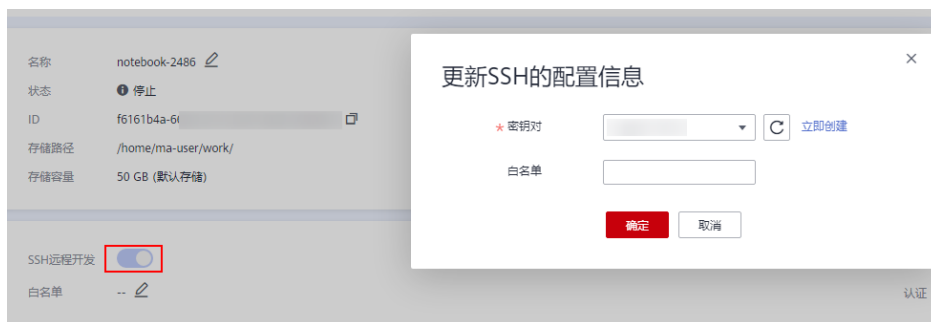 名称 notebook-2486
状态 停止
ID f6161b4a-6
存储路径 /home/ma-user/work/
存储容量 50 GB (默认存储)
SSH远程开发
白名单 --
认证
更新SSH的配置信息
* 密钥对 立即创建
白名单
确定 取消